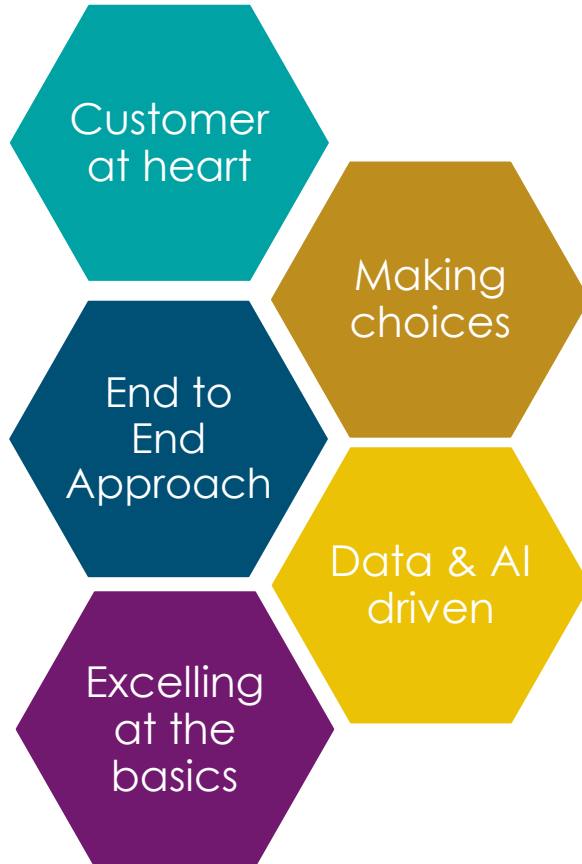 Customer
at heart
Making
choices
End to
End
Approach
Data & AI
driven
Excelling
at the
basics